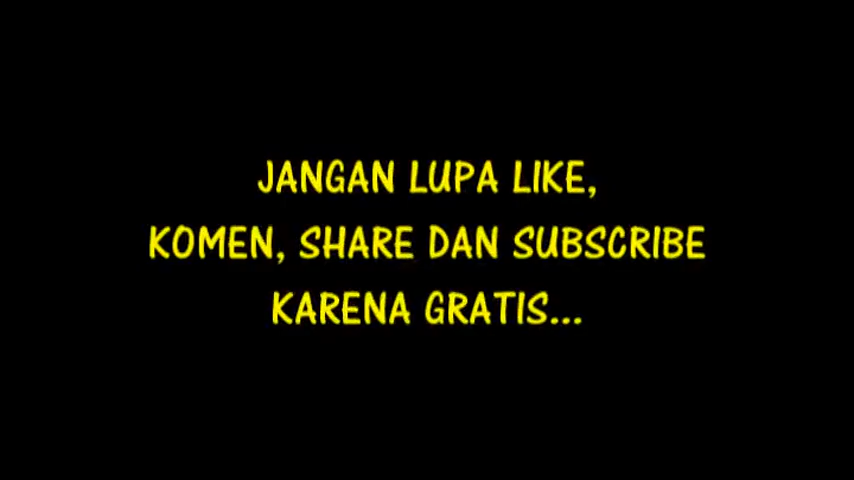 JANGAN LUPA LIKE,
KOMEN, SHARE DAN SUBSCRIBE
KARENA GRATIS...